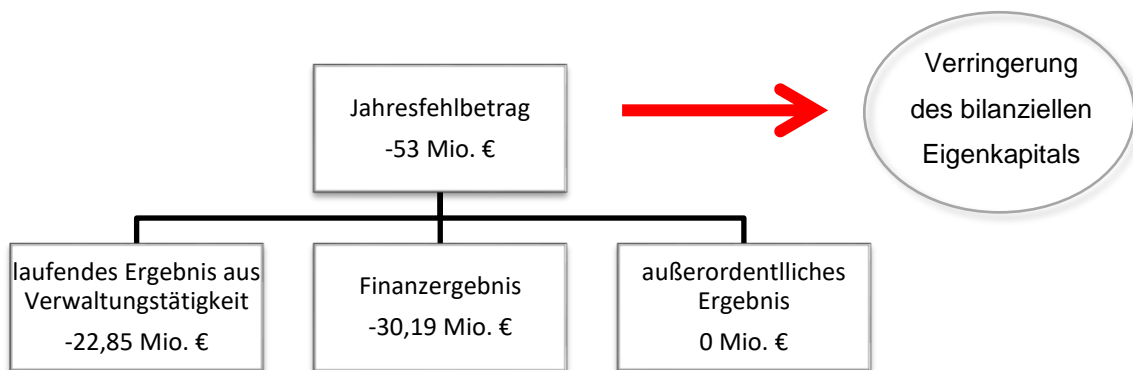 Jahresfehlbetrag
-53 Mio. €
Verringerung
des bilanziellen
Eigenkapitals
laufendes Ergebnis aus
Verwaltungstätigkeit
-22,85 Mio. €
Finanzergebnis
-30,19 Mio. €
außerordentlliches
Ergebnis
0 Mio. €